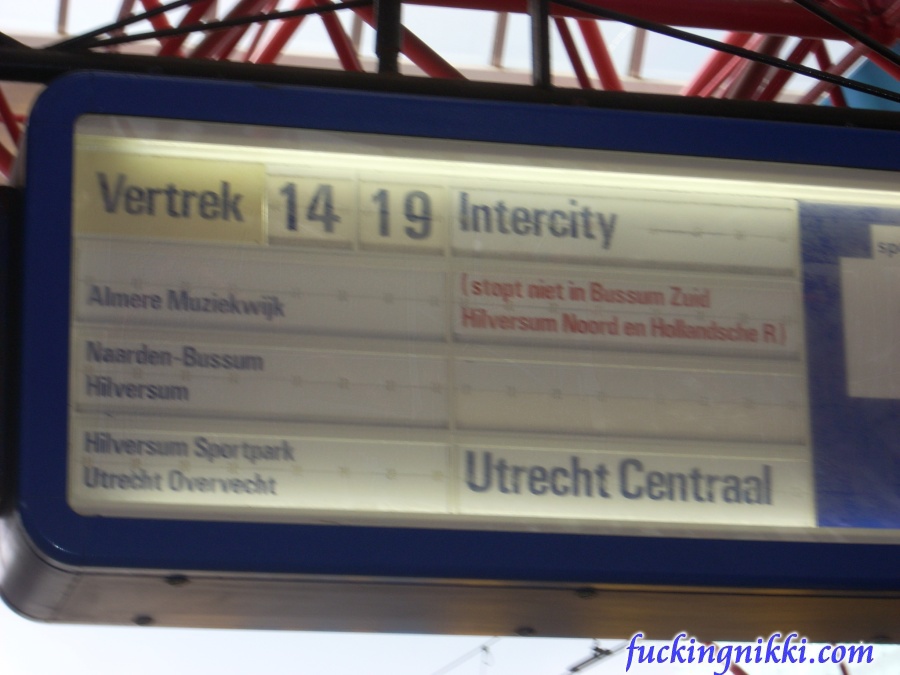 Vertrek 14 19 Intercity
Almere Muziekwijk
(stopt niet in Bussum Zuid
Hilversum Noord en Hollandsche R)
Naarden-Bussum
Hilversum
Hilversum Sportpark
Utrecht Overvecht
Utrecht Centraal
fuckingnikki.com